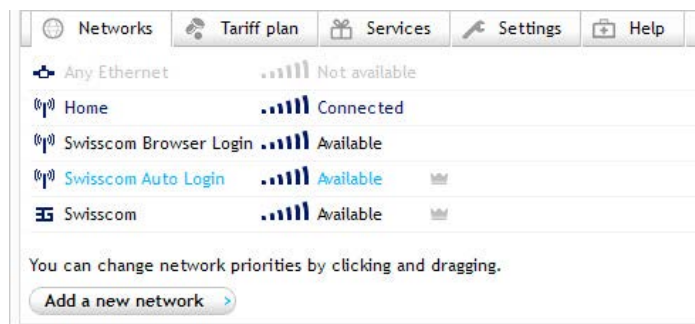 Networks Tariff plan Services Settings Help
Any Ethernet Not available
Home Connected
Swisscom Browser Login Available
Swisscom Auto Login Available
3G Swisscom Available
You can change network priorities by clicking and dragging.
Add a new network >